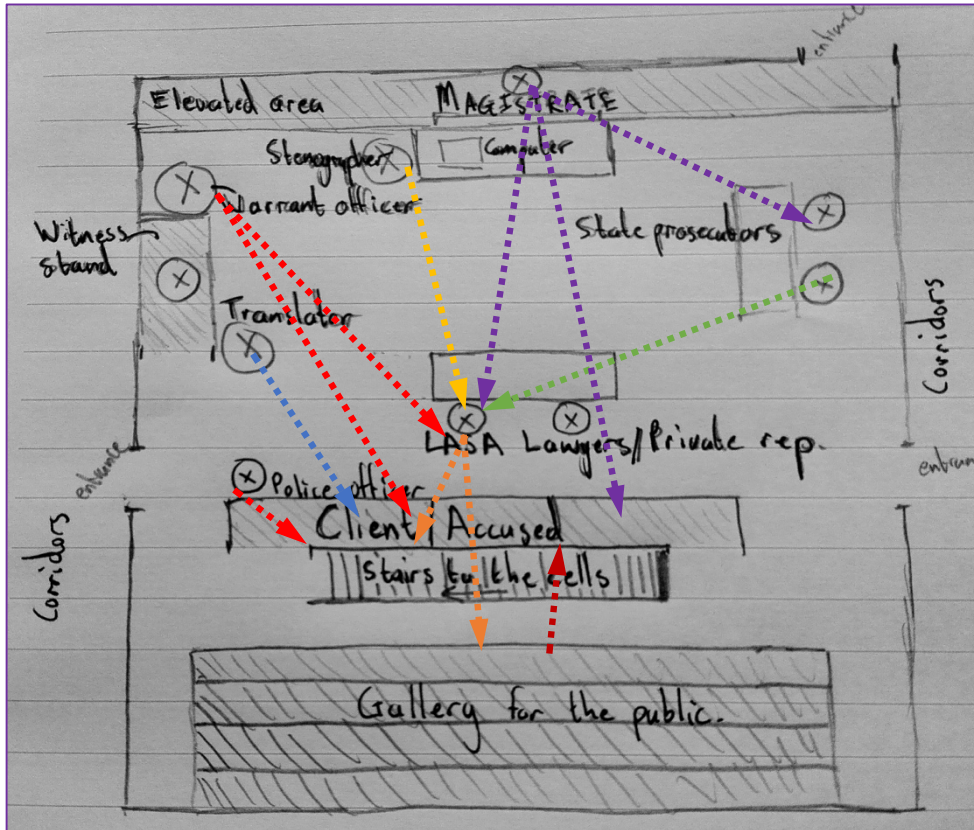 entrance
Elevated area
MAGISTRATE
Stenographer
Computer
Warrant officer
Witness
stand
State prosecutors
Translator
Corridors
LASA Lawyers//Private rep.
entrance
entran
Police officer
Client Accused
Corridors
Stairs to the cells
Gallery for the public.